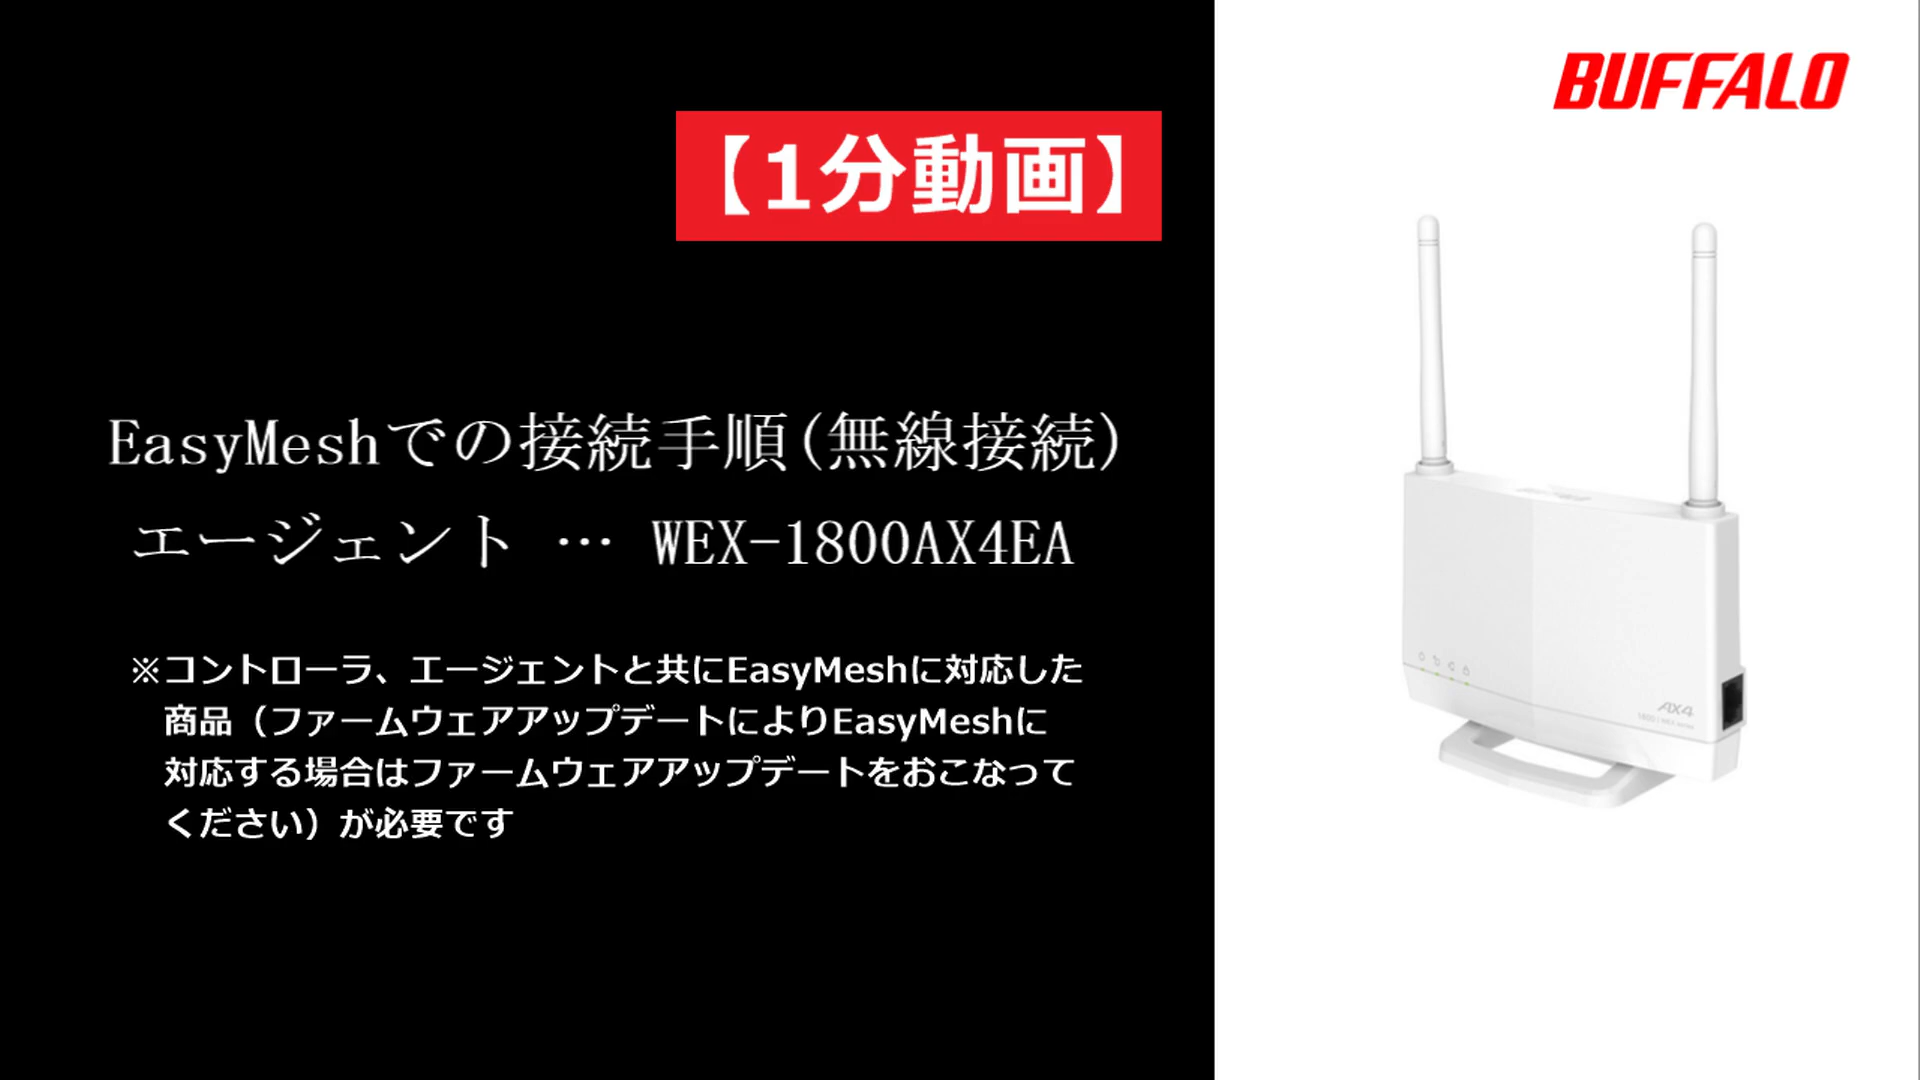 【1分動画】
EasyMeshでの接続手順(無線接続)
エージェント … WEX-1800AX4EA
※コントローラ、エージェントと共にEasyMeshに対応した
商品（ファームウェアアップデートによりEasyMeshに
対応する場合はファームウェアアップデートをおこなって
ください）が必要です
BUFFALO
AX4
1800 | WEX series